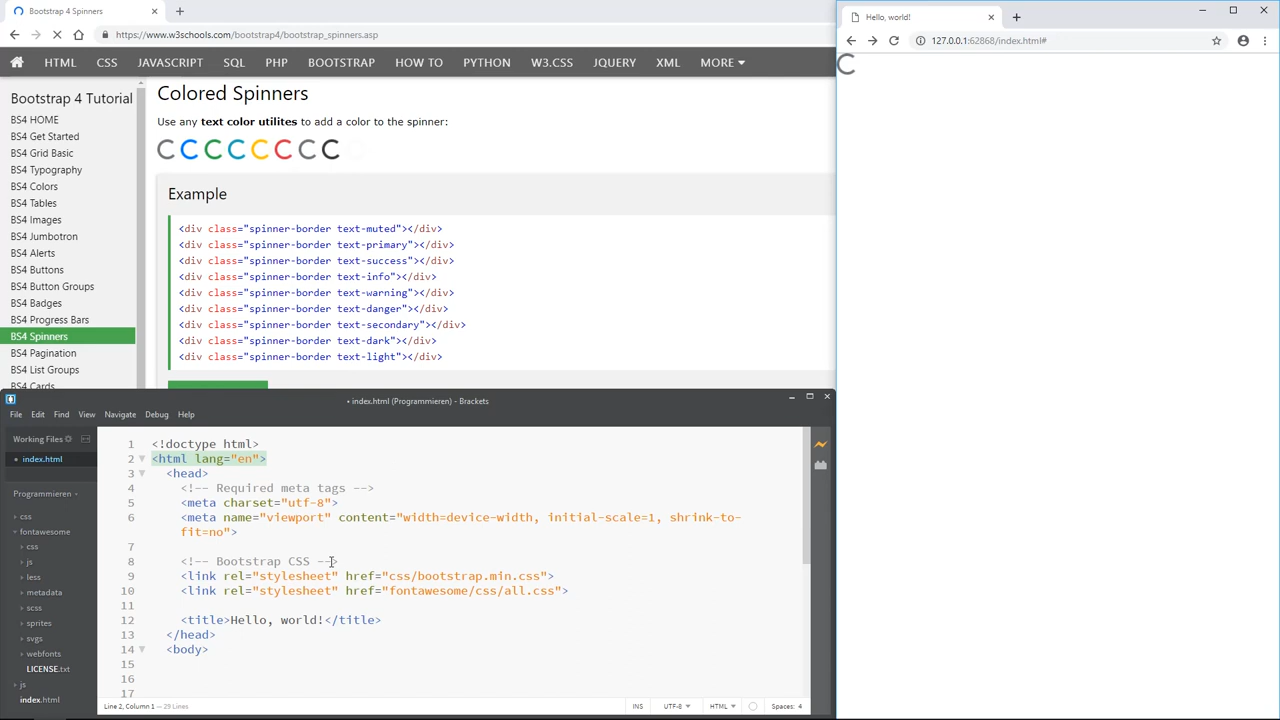 Bootstrap 4 Spinners
https://www.w3schools.com/bootstrap4/bootstrap_spinners.asp
HTML CSS JAVASCRIPT SQL PHP BOOTSTRAP HOW TO PYTHON W3.CSS JQUERY XML MORE
Bootstrap 4 Tutorial
BS4 HOME
BS4 Get Started
BS4 Grid Basic
BS4 Typography
BS4 Colors
BS4 Tables
BS4 Images
BS4 Jumbotron
BS4 Alerts
BS4 Buttons
BS4 Button Groups
BS4 Badges
BS4 Progress Bars
BS4 Spinners
BS4 Pagination
BS4 List Groups
BS4 Cards
Colored Spinners
Use any text color utilites to add a color to the spinner:
Example
<div class="spinner-border text-muted"></div>
<div class="spinner-border text-primary"></div>
<div class="spinner-border text-success"></div>
<div class="spinner-border text-info"></div>
<div class="spinner-border text-warning"></div>
<div class="spinner-border text-danger"></div>
<div class="spinner-border text-secondary"></div>
<div class="spinner-border text-dark"></div>
<div class="spinner-border text-light"></div>
Hello, world!
127.0.0.1:62868/index.html#
• index.html (Programmieren) - Brackets
File Edit Find View Navigate Debug Help
Working Files
• index.html
Programmieren
css
fontawesome
css
js
less
metadata
scss
sprites
svgs
webfonts
LICENSE.txt
js
index.html
1 <!doctype html>
2 <html lang="en">
3 <head>
4 <!-- Required meta tags -->
5 <meta charset="utf-8">
6 <meta name="viewport" content="width=device-width, initial-scale=1, shrink-to-
fit=no">
7
8 <!-- Bootstrap CSS -->
9 <link rel="stylesheet" href="css/bootstrap.min.css">
10 <link rel="stylesheet" href="fontawesome/css/all.css">
11
12 <title>Hello, world!</title>
13 </head>
14 <body>
15
16
17
Line 2, Column 1 — 29 Lines
INS UTF-8 HTML Spaces: 4